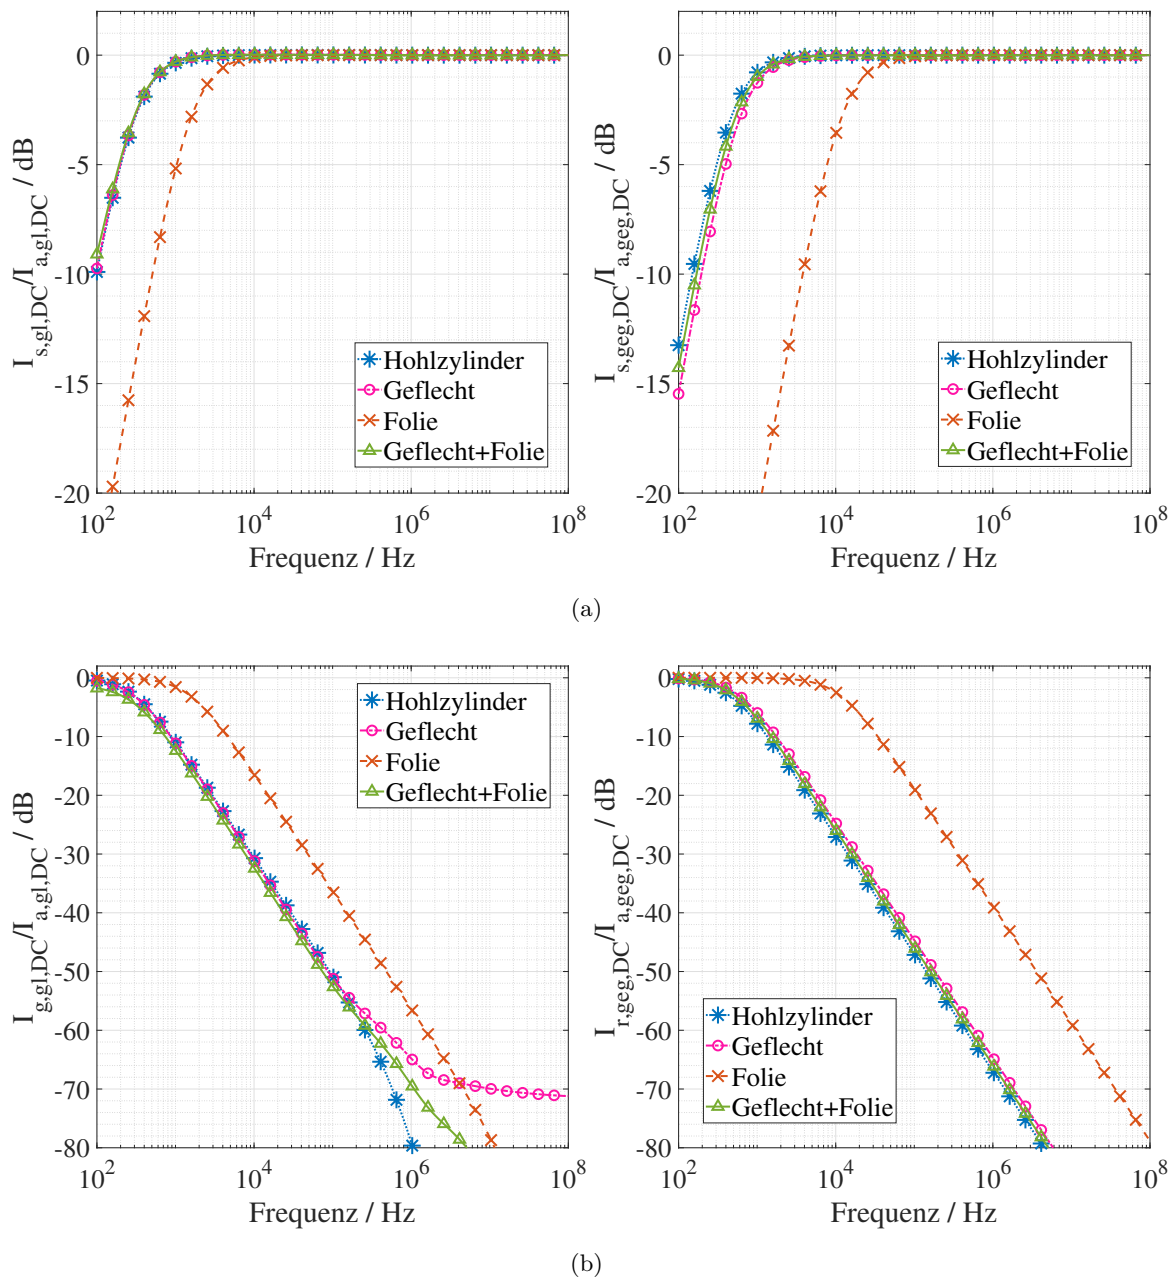 0
-5
-10
-15
-20
I_{s,gl,DC}/I_{a,gl,DC} / dB
10^2 10^4 10^6 10^8
Frequenz / Hz
Hohlzylinder
Geflecht
Folie
Geflecht+Folie
0
-5
-10
-15
-20
I_{s,geg,DC}/I_{a,geg,DC} / dB
10^2 10^4 10^6 10^8
Frequenz / Hz
Hohlzylinder
Geflecht
Folie
Geflecht+Folie
(a)
0
-10
-20
-30
-40
-50
-60
-70
-80
I_{g,gl,DC}/I_{a,gl,DC} / dB
10^2 10^4 10^6 10^8
Frequenz / Hz
Hohlzylinder
Geflecht
Folie
Geflecht+Folie
0
-10
-20
-30
-40
-50
-60
-70
-80
I_{r,geg,DC}/I_{a,geg,DC} / dB
10^2 10^4 10^6 10^8
Frequenz / Hz
Hohlzylinder
Geflecht
Folie
Geflecht+Folie
(b)